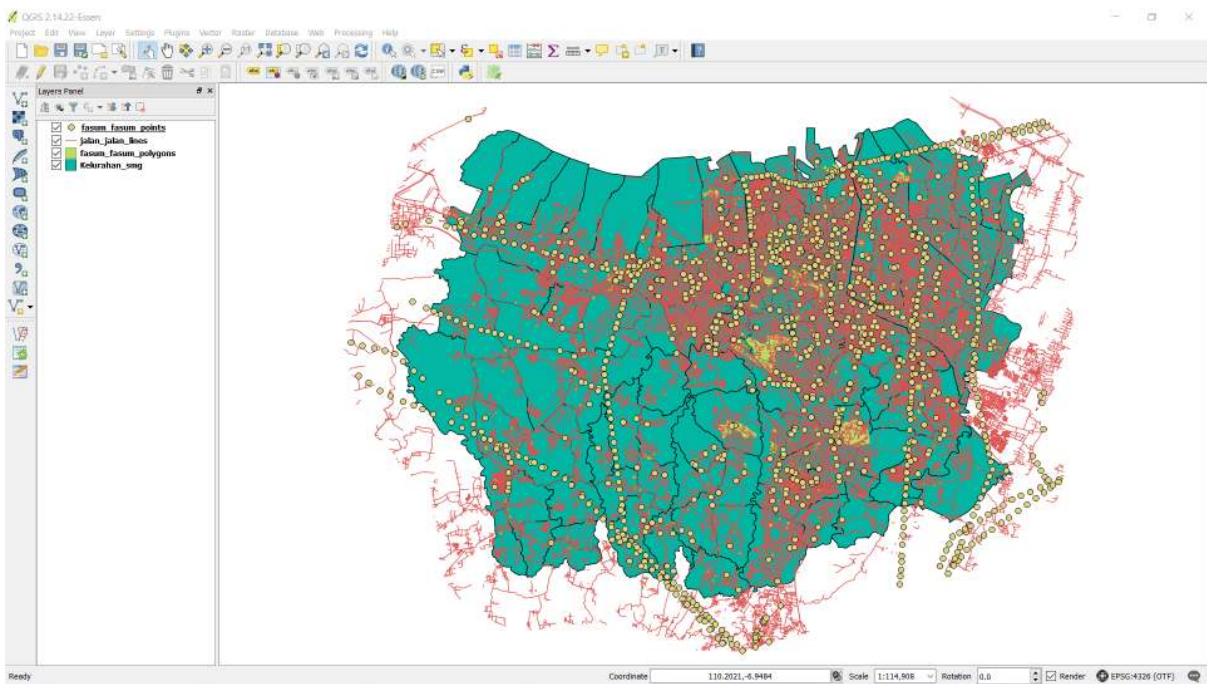 QGIS 2.14.22-Essen
Project Edit View Layer Settings Plugins Vector Raster Database Web Processing Help
Layers Panel
fasum_fasum_points
jalan_jalan_lines
fasum_fasum_polygons
Kelurahan_smg
Ready
Coordinate 110.2021,-6.9484 Scale 1:114,908 Rotation 0.0 Render EPSG:4326 (OTF)